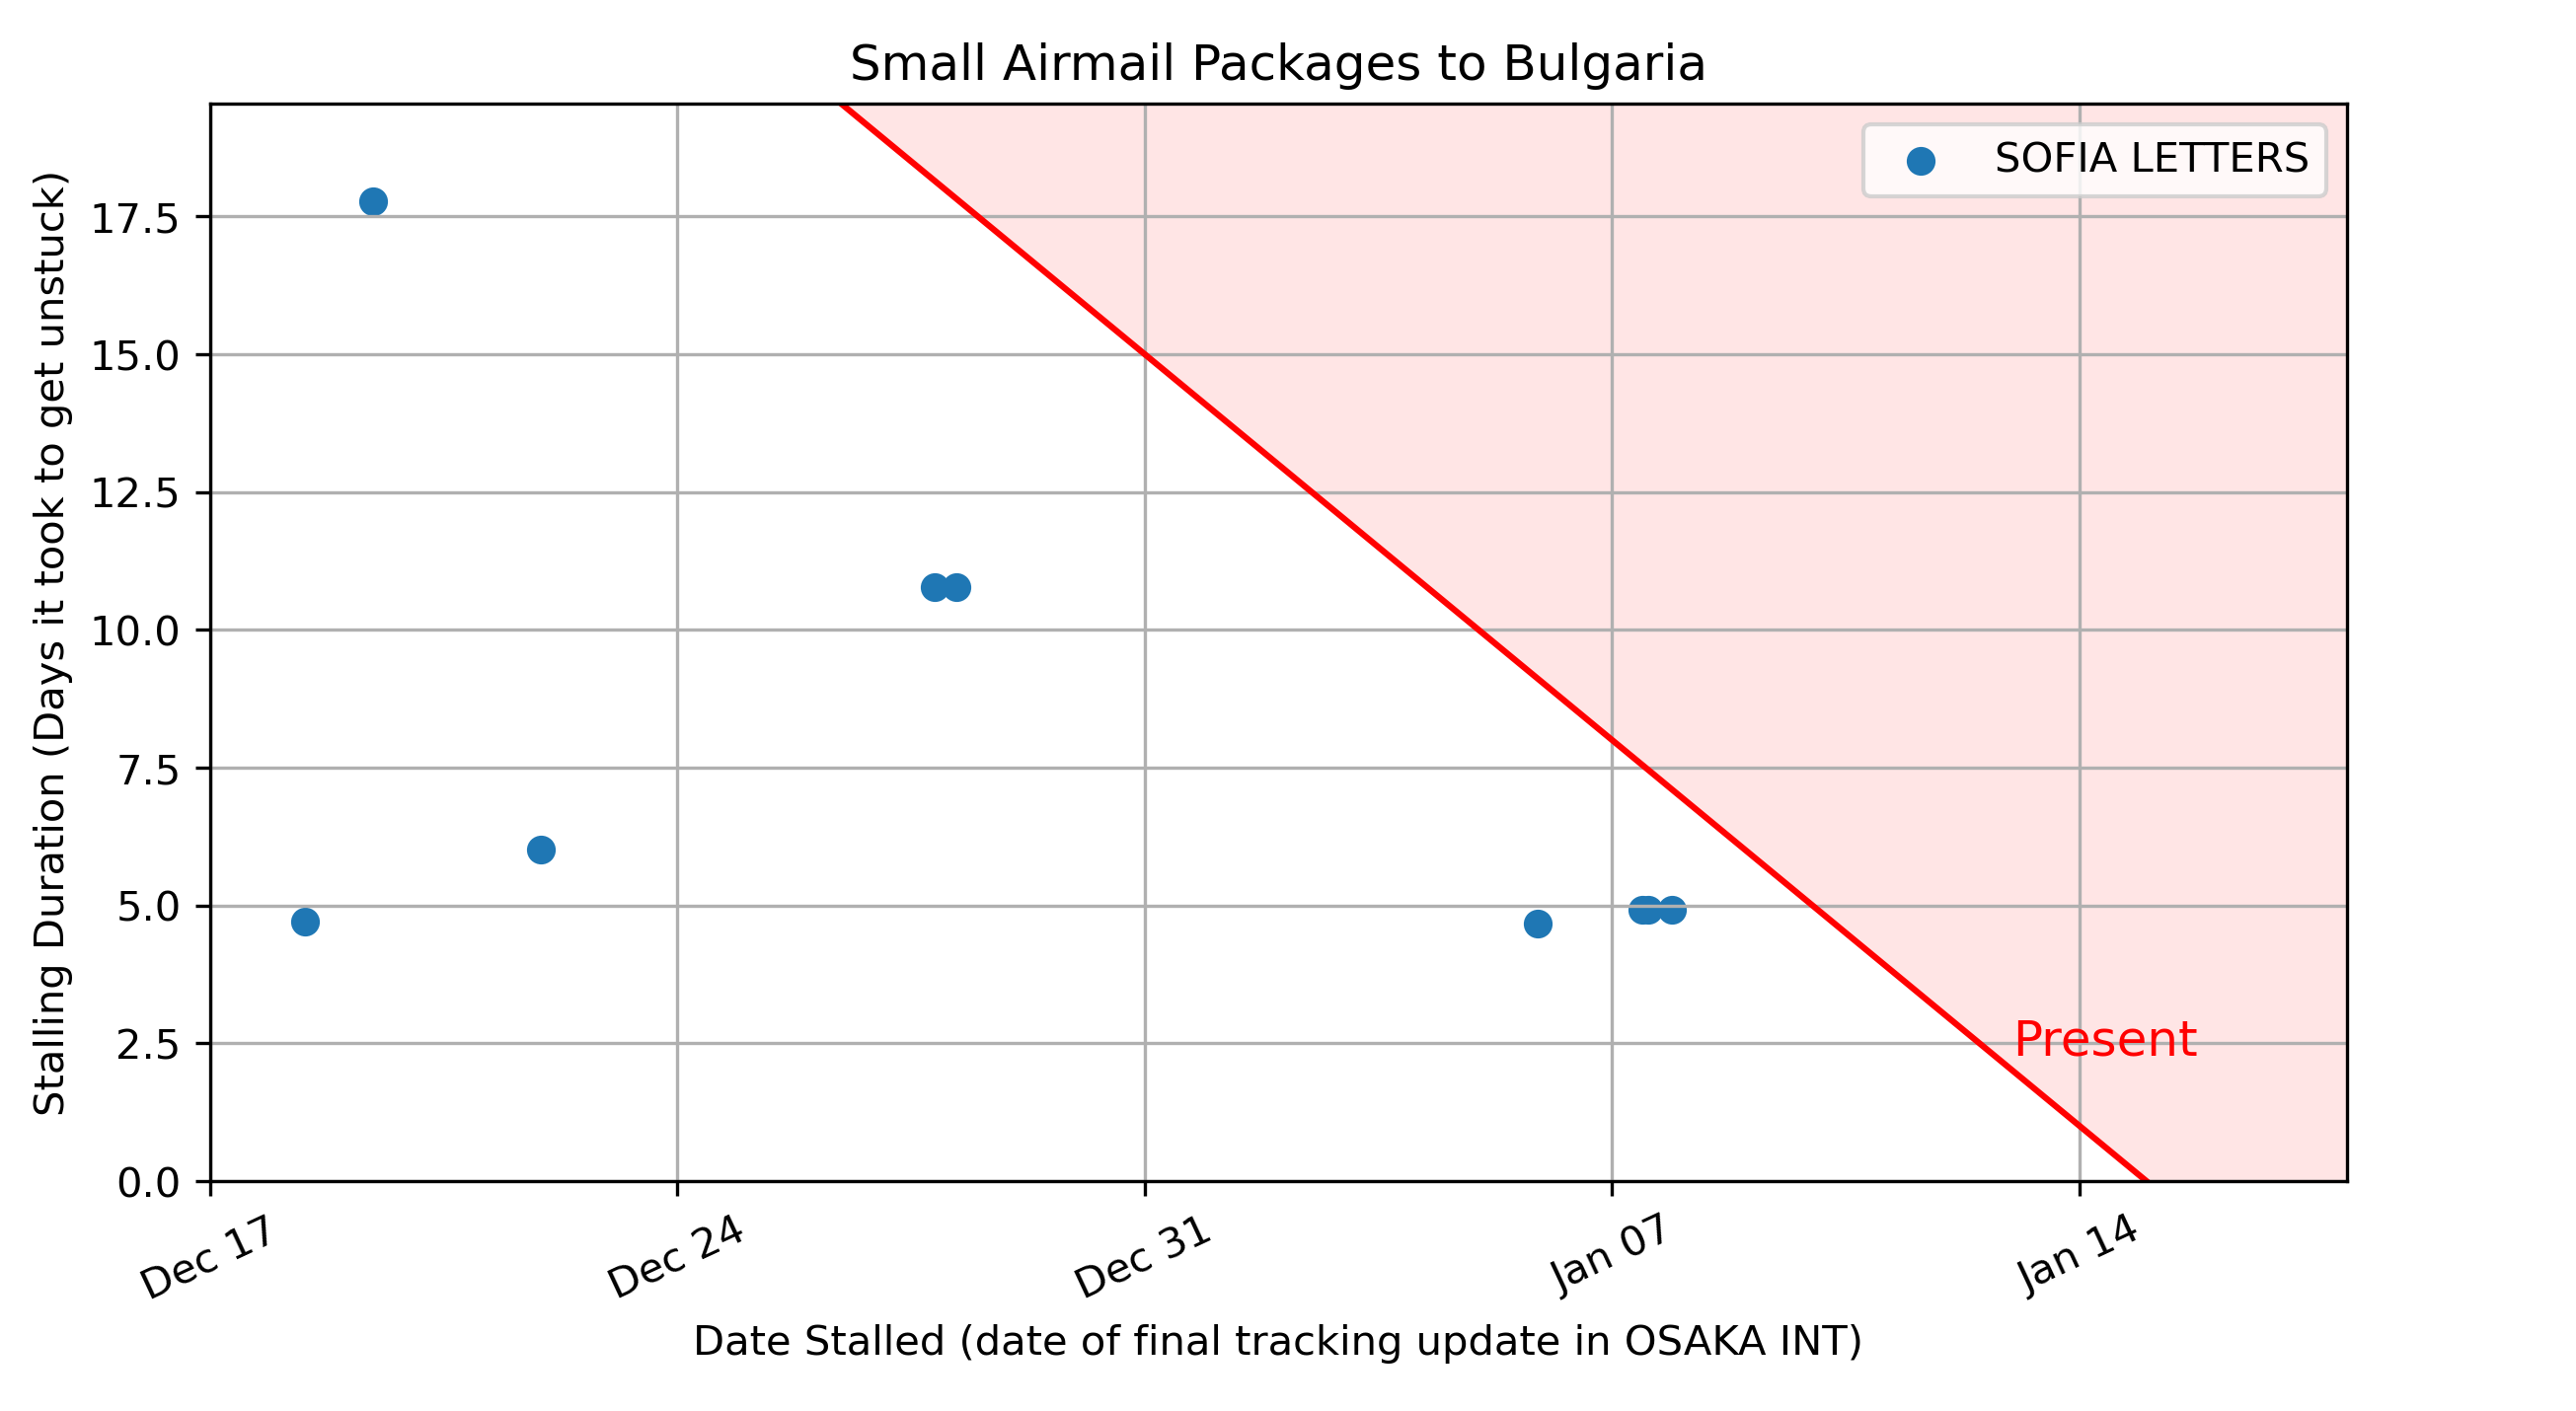 Small Airmail Packages to Bulgaria
SOFIA LETTERS
Stalling Duration (Days it took to get unstuck)
17.5
15.0
12.5
10.0
7.5
5.0
2.5
0.0
Present
Dec 17
Dec 24
Dec 31
Jan 07
Jan 14
Date Stalled (date of final tracking update in OSAKA INT)